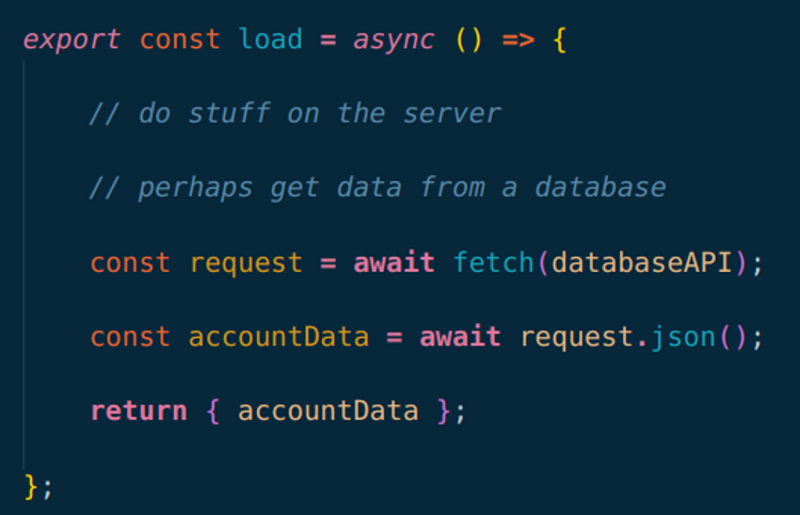 export const load = async () => {
// do stuff on the server
// perhaps get data from a database
const request = await fetch(databaseAPI);
const accountData = await request.json();
return { accountData };
};